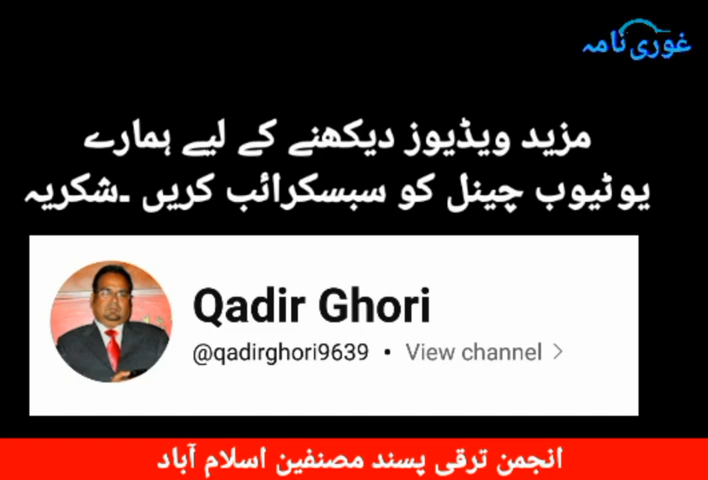 غوری نامہ
مزید ویڈیوز دیکھنے کے لیے ہمارے
یوٹیوب چینل کو سبسکرائب کریں ۔شکریہ
Qadir Ghori
@qadirghori9639 • View channel >
انجمن ترقی پسند مصنفین اسلام آباد